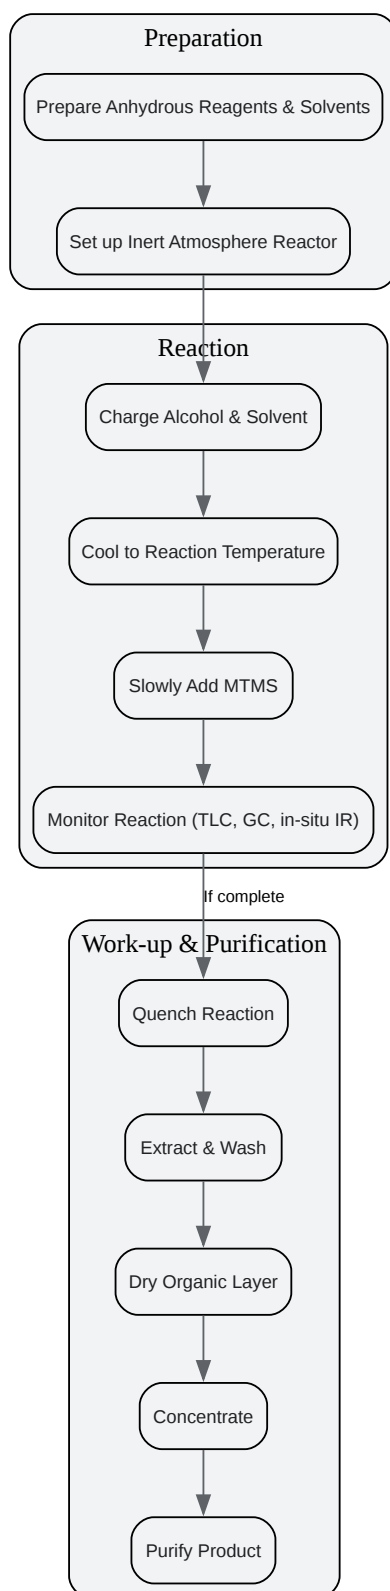 Preparation
Prepare Anhydrous Reagents & Solvents
Set up Inert Atmosphere Reactor
Reaction
Charge Alcohol & Solvent
Cool to Reaction Temperature
Slowly Add MTMS
Monitor Reaction (TLC, GC, in-situ IR)
If complete
Work-up & Purification
Quench Reaction
Extract & Wash
Dry Organic Layer
Concentrate
Purify Product